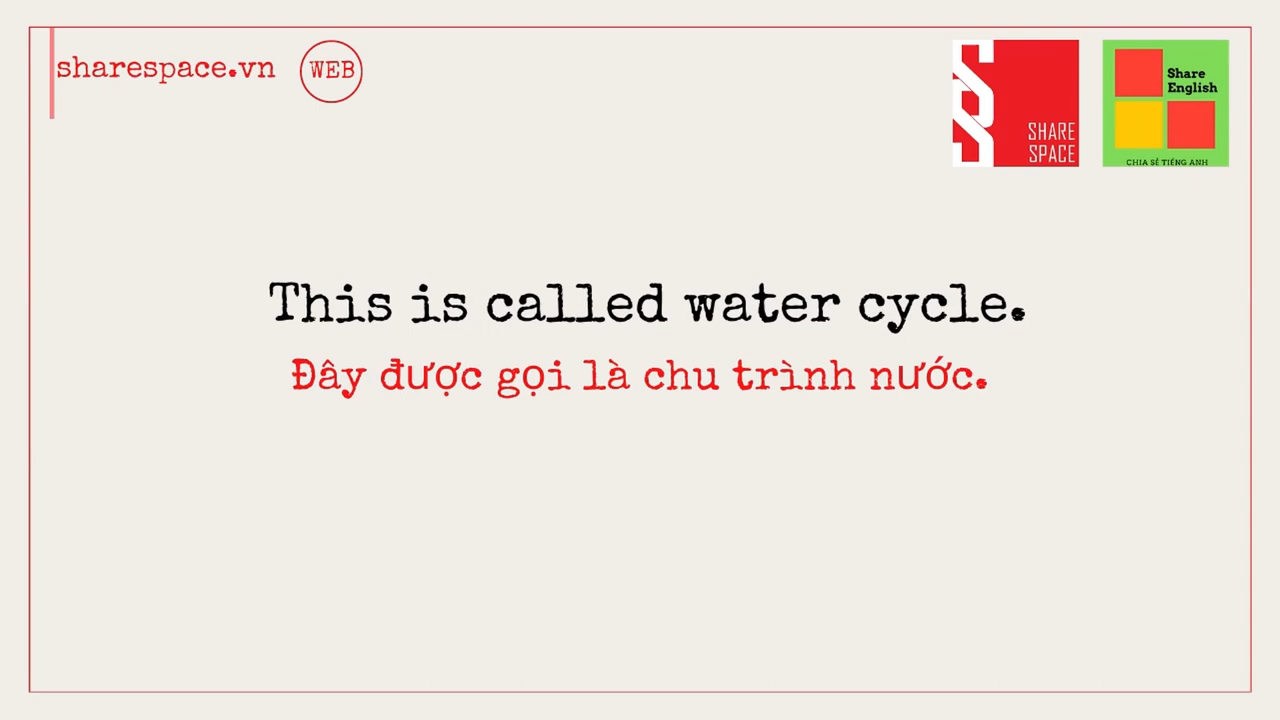 sharespace.vn
WEB
SHARE
SPACE
Share
English
CHIA SẺ TIẾNG ANH
This is called water cycle.
Đây được gọi là chu trình nước.